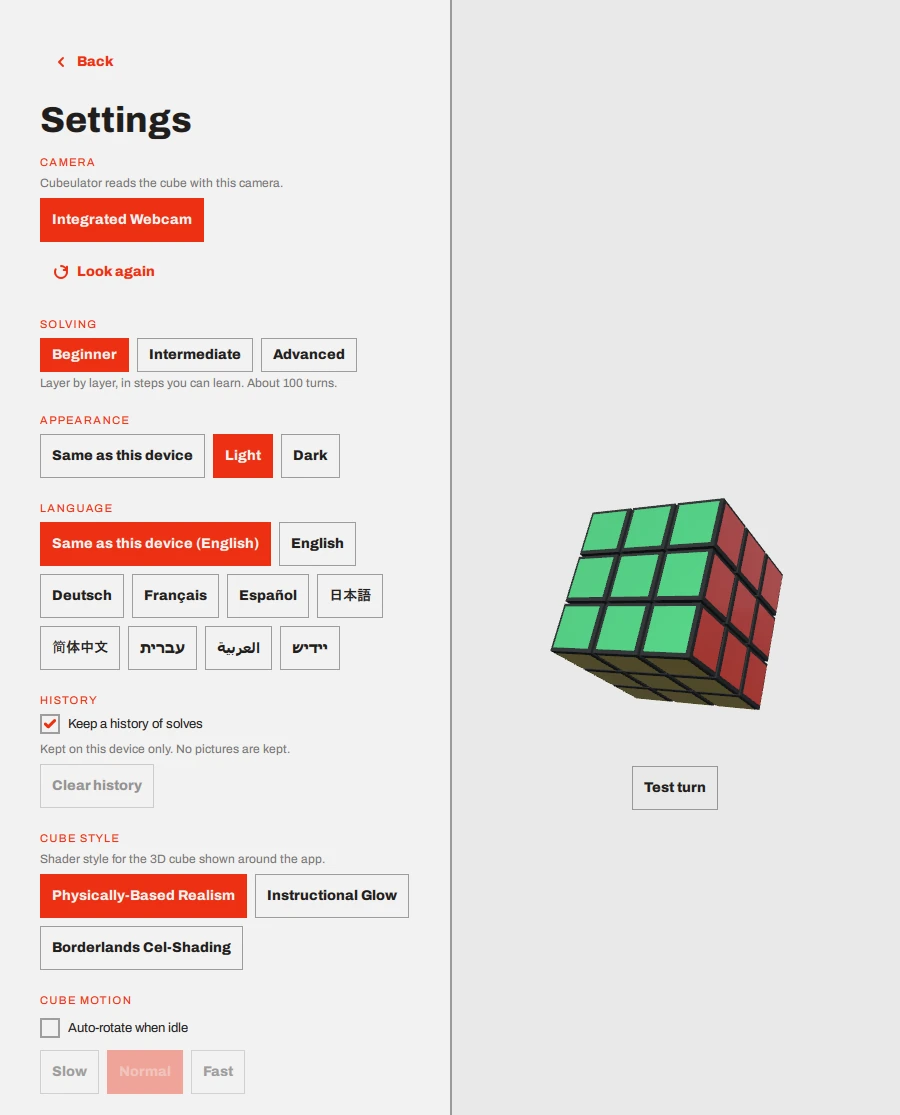 Back
Settings
CAMERA
Cubeulator reads the cube with this camera.
Integrated Webcam
Look again
SOLVING
Beginner Intermediate Advanced
Layer by layer, in steps you can learn. About 100 turns.
APPEARANCE
Same as this device Light Dark
LANGUAGE
Same as this device (English) English
Deutsch Français Español 日本語
简体中文 עברית العربية ייִדיש
HISTORY
Keep a history of solves
Kept on this device only. No pictures are kept.
Clear history
CUBE STYLE
Shader style for the 3D cube shown around the app.
Physically-Based Realism Instructional Glow
Borderlands Cel-Shading
CUBE MOTION
Auto-rotate when idle
Slow Normal Fast
Test turn